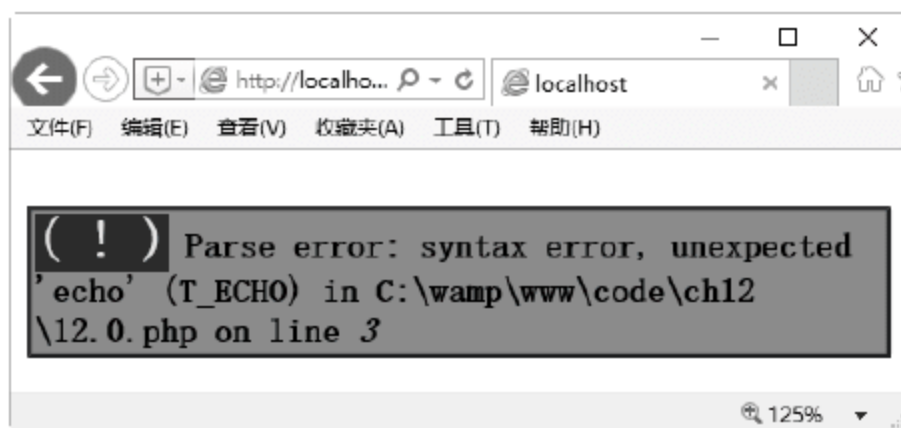 http://localho...
localhost
文件(F) 编辑(E) 查看(V) 收藏夹(A) 工具(T) 帮助(H)
( ! ) Parse error: syntax error, unexpected
'echo' (T_ECHO) in C:\wamp\www\code\ch12
\12.0.php on line 3
125%